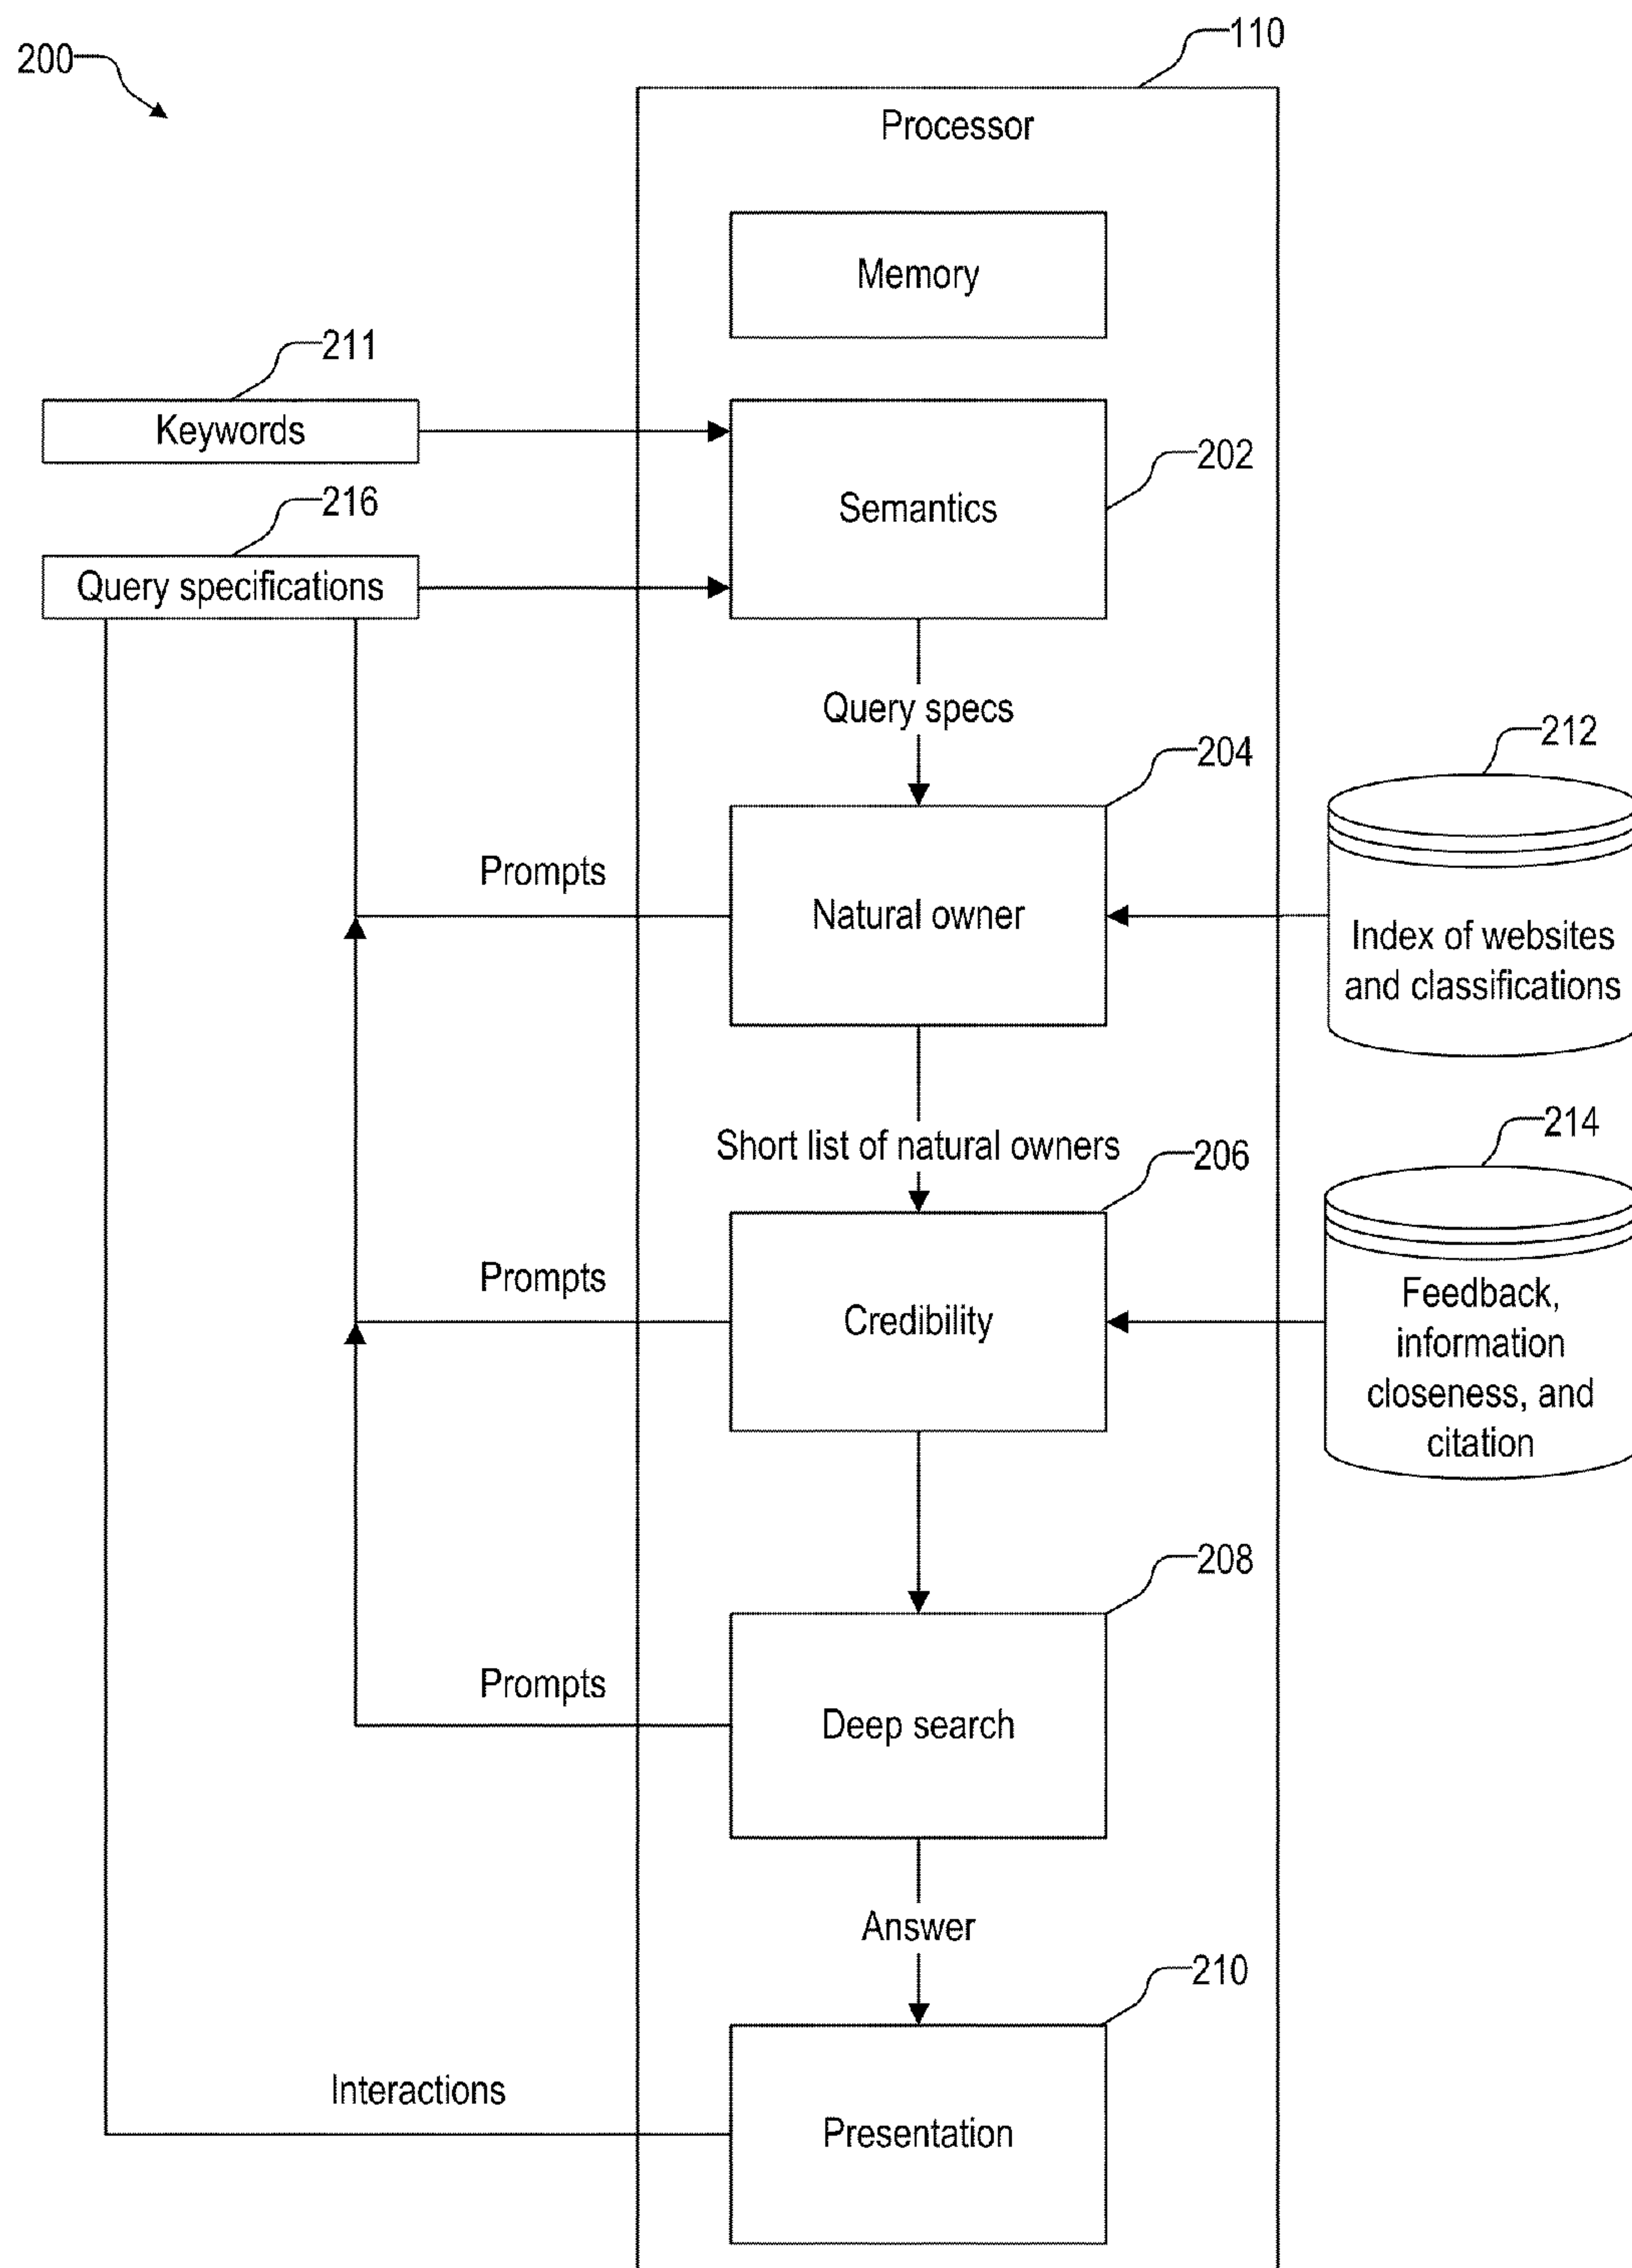 110
200
Processor
Memory
211
Keywords
202
216
Semantics
Query specifications
Query specs
212
204
Prompts
Natural owner
Index of websites
and classifications
214
Short list of natural owners
206
Prompts
Credibility
Feedback,
information
closeness, and
citation
208
Prompts
Deep search
Answer
210
Interactions
Presentation